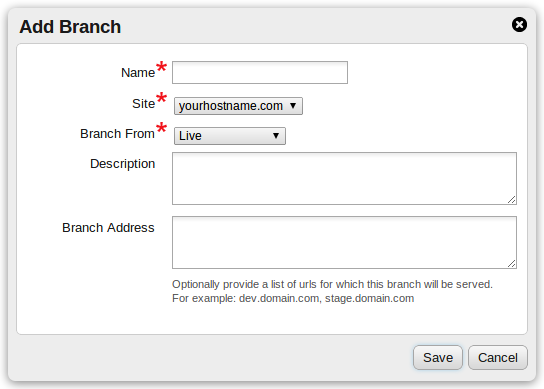 Add Branch
Name*
Site* yourhostname.com
Branch From* Live
Description
Branch Address
Optionally provide a list of urls for which this branch will be served.
For example: dev.domain.com, stage.domain.com
Save Cancel